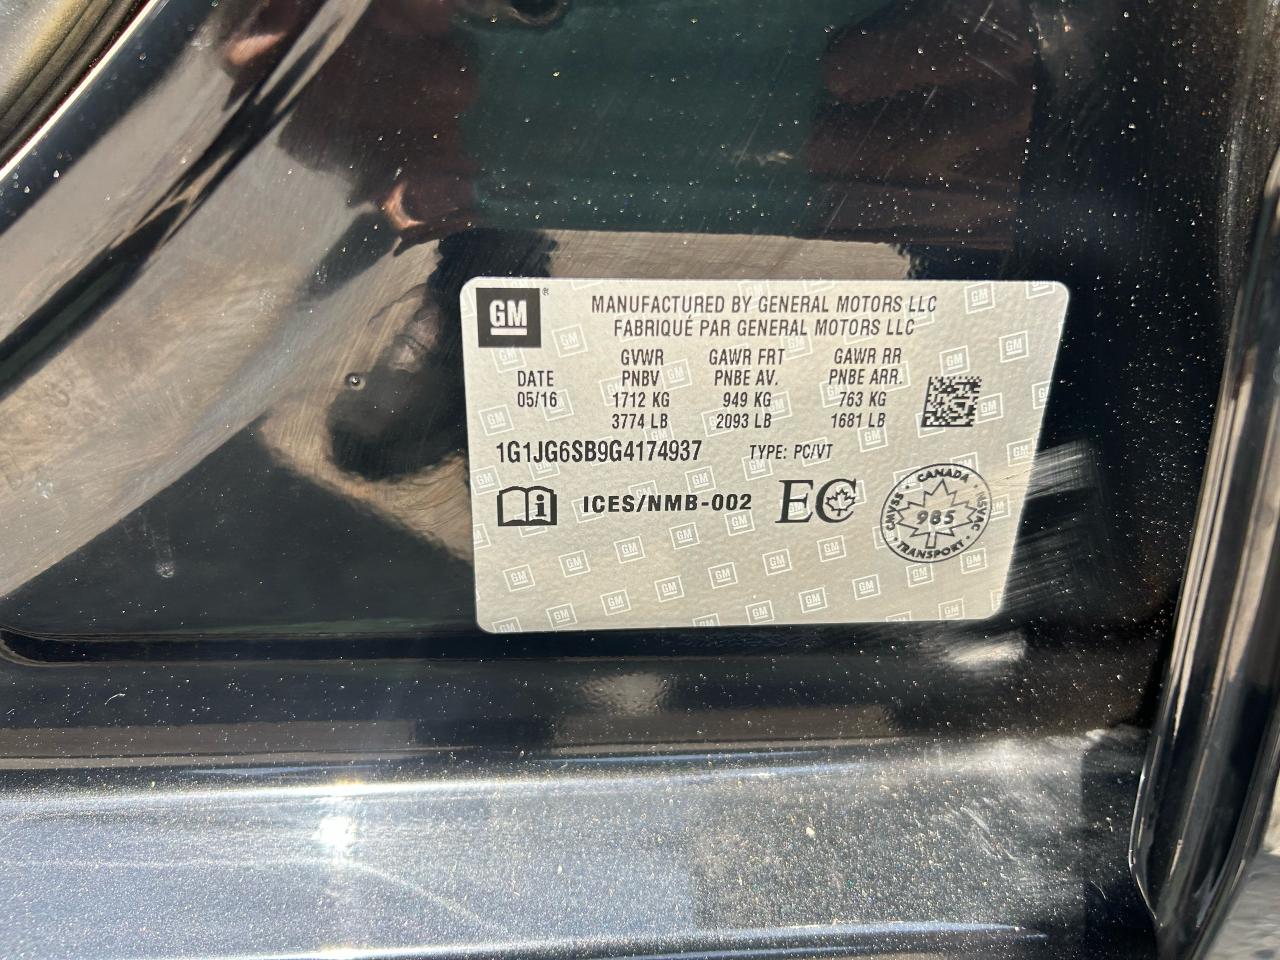 GM®
MANUFACTURED BY GENERAL MOTORS LLC
FABRIQUÉ PAR GENERAL MOTORS LLC
GVWR GAWR FRT GAWR RR
DATE PNBV PNBE AV. PNBE ARR.
05/16 1712 KG 949 KG 763 KG
3774 LB 2093 LB 1681 LB
1G1JG6SB9G4174937 TYPE: PC/VT
i ICES/NMB-002 EC
CMVSS · CANADA · NSVAC
985
· TRANSPORT ·